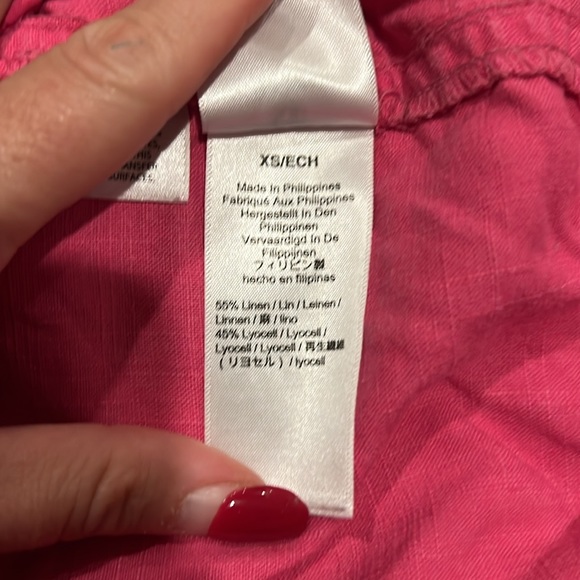 XS/ECH
Made In Philippines
Fabriqué Aux Philippines
Hergestellt In Den
Philippinen
Vervaardigd In De
Filippijnen
フィリピン製
hecho en filipinas
55% Linen / Lin / Leinen /
Linnen / 麻 / lino
45% Lyocell / Lyocell /
Lyocell / Lyocell / 再生繊維
(リヨセル) / lyocell
SURFACES.